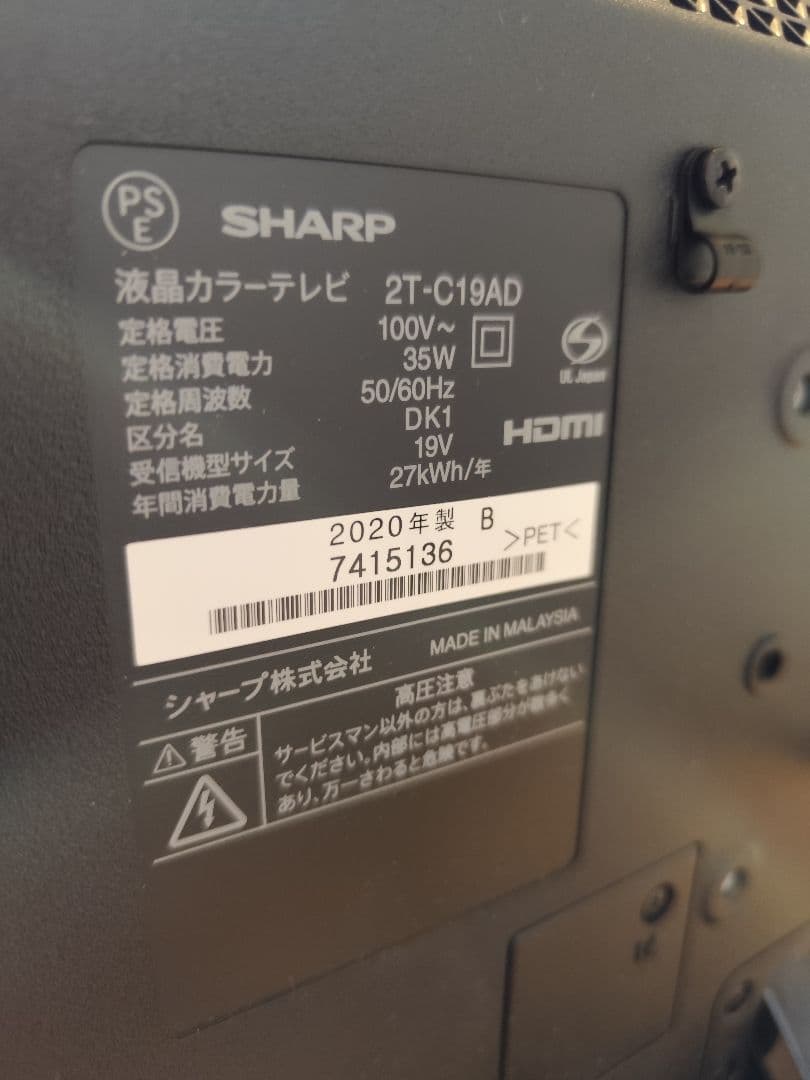 PSE
SHARP
液晶カラーテレビ 2T-C19AD
定格電圧 100V~
定格消費電力 35W
定格周波数 50/60Hz
区分名 DK1
受信機型サイズ 19V
年間消費電力量 27kWh/年
UL Japan
HDMI
2020年製 B
7415136
>PET<
MADE IN MALAYSIA
シャープ株式会社
⚠警告
高圧注意
サービスマン以外の方は、裏ぶたをあけない
でください。内部には高電圧部分が数多く
あり、万一さわると危険です。